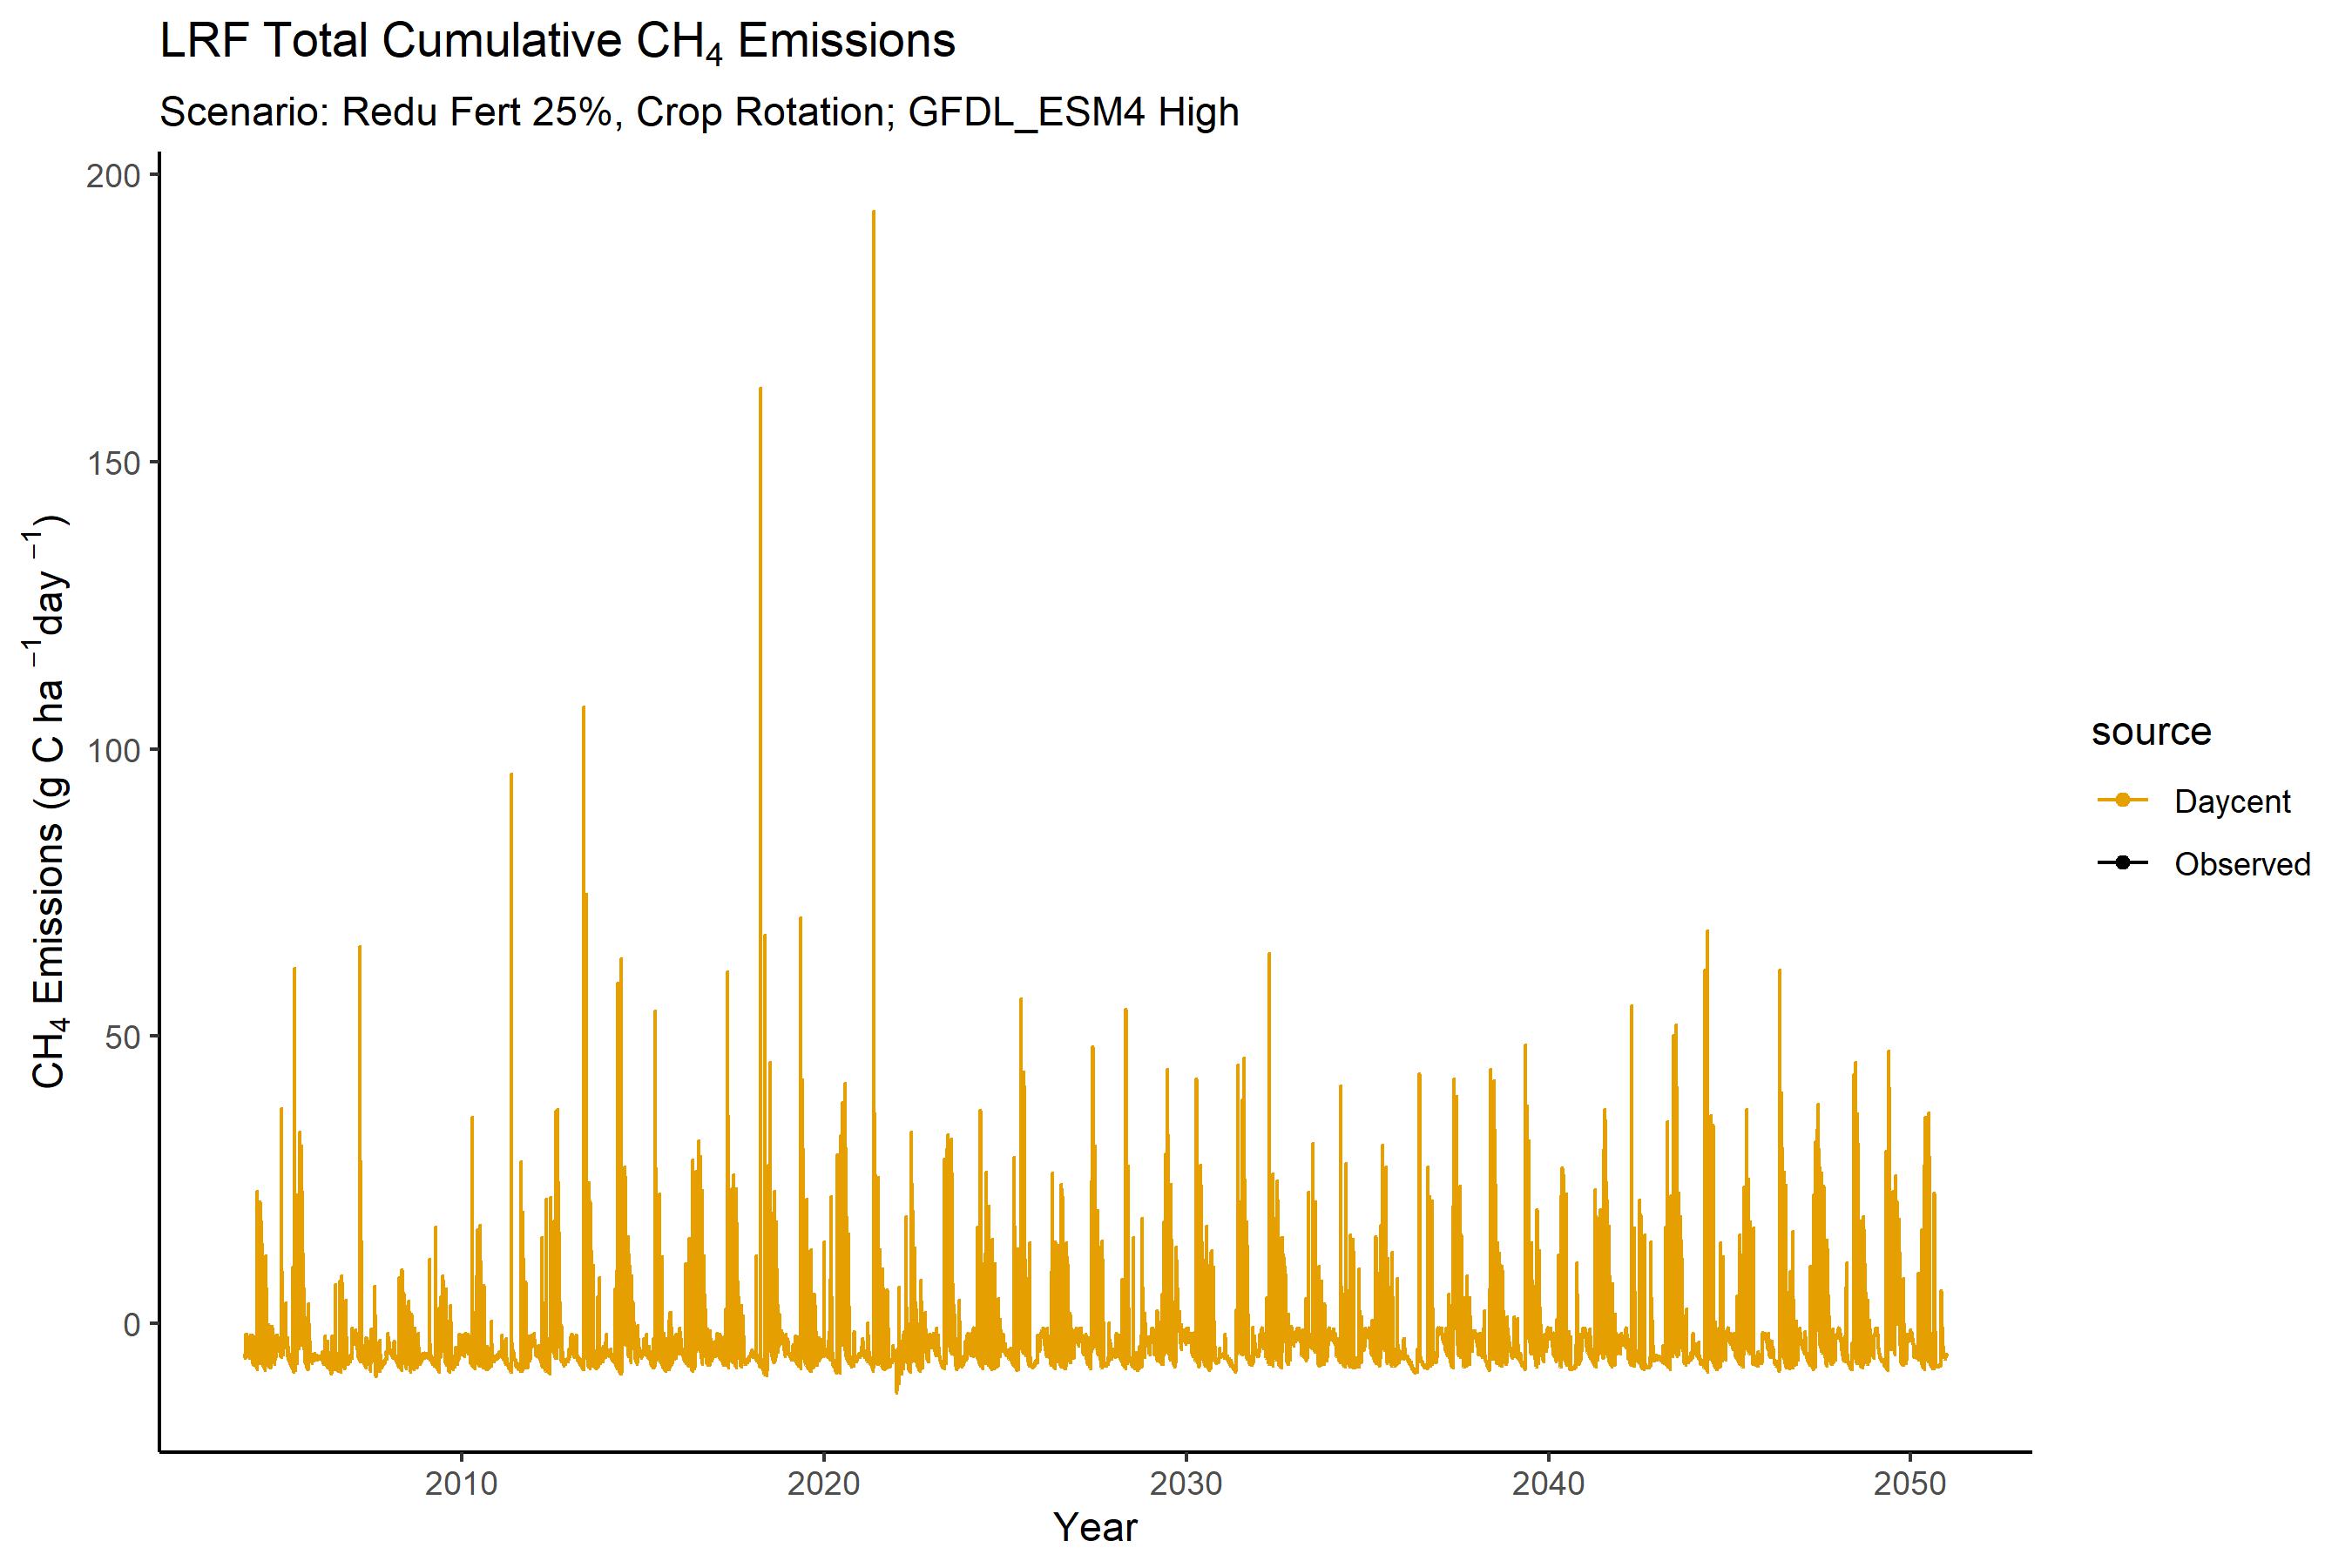 LRF Total Cumulative CH₄ Emissions
Scenario: Redu Fert 25%, Crop Rotation; GFDL_ESM4 High
CH₄ Emissions (g C ha ⁻¹day ⁻¹)
200
150
100
50
0
2010 2020 2030 2040 2050
Year
source
Daycent
Observed